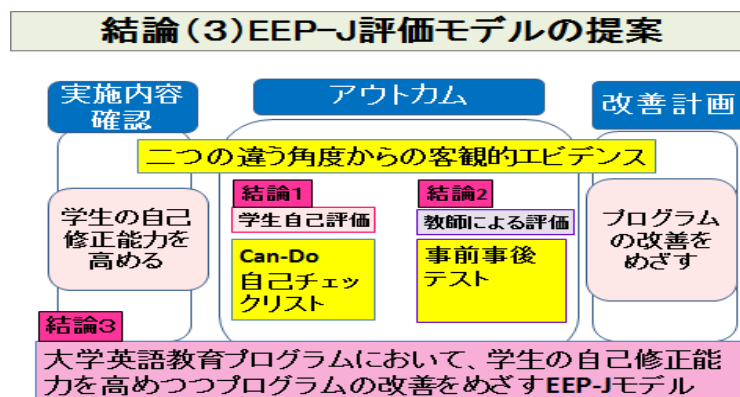 結論(3)EEP-J評価モデルの提案
実施内容
確認
アウトカム
改善計画
二つの違う角度からの客観的エビデンス
学生の自己
修正能力を
高める
結論1
学生自己評価
Can-Do
自己チェッ
クリスト
結論2
教師による評価
事前事後
テスト
プログラム
の改善を
めざす
結論3
大学英語教育プログラムにおいて、学生の自己修正能
力を高めつつプログラムの改善をめざすEEP-Jモデル